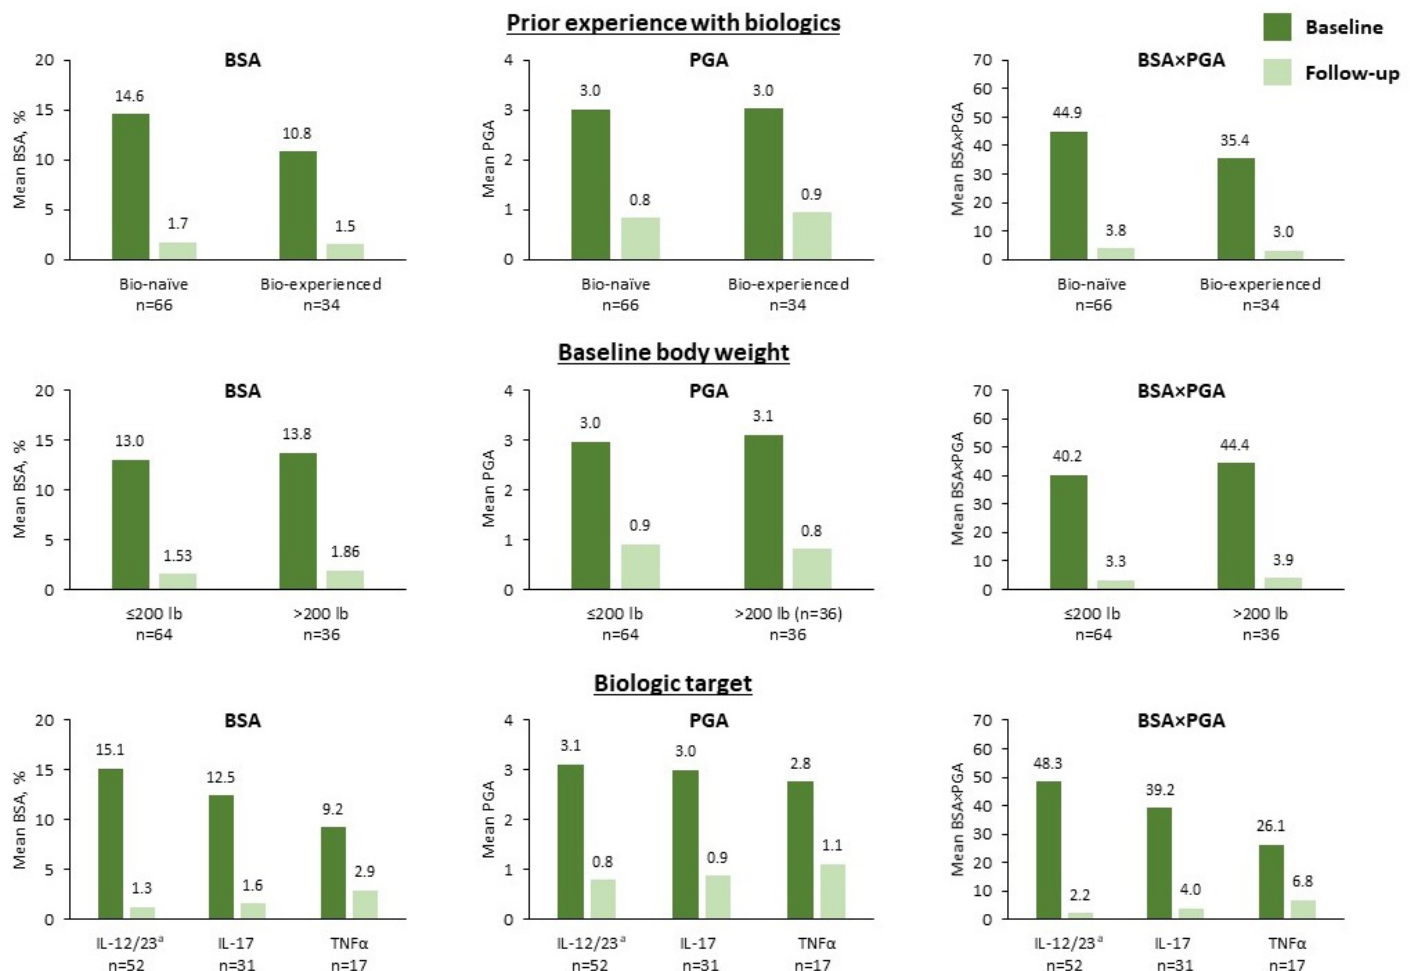 Prior experience with biologics
Baseline
Follow-up
BSA
Mean BSA, %
20
15
10
5
0
14.6
1.7
10.8
1.5
Bio-naïve
n=66
Bio-experienced
n=34
PGA
Mean PGA
4
3
2
1
0
3.0
0.8
3.0
0.9
Bio-naïve
n=66
Bio-experienced
n=34
BSA×PGA
Mean BSA×PGA
70
60
50
40
30
20
10
0
44.9
3.8
35.4
3.0
Bio-naïve
n=66
Bio-experienced
n=34
Baseline body weight
BSA
Mean BSA, %
20
15
10
5
0
13.0
1.53
13.8
1.86
≤200 lb
n=64
>200 lb
n=36
PGA
Mean PGA
4
3
2
1
0
3.0
0.9
3.1
0.8
≤200 lb
n=64
>200 lb (n=36)
n=36
BSA×PGA
Mean BSA×PGA
70
60
50
40
30
20
10
0
40.2
3.3
44.4
3.9
≤200 lb
n=64
>200 lb
n=36
Biologic target
BSA
Mean BSA, %
20
15
10
5
0
15.1
1.3
12.5
1.6
9.2
2.9
IL-12/23ª
n=52
IL-17
n=31
TNFα
n=17
PGA
Mean PGA
4
3
2
1
0
3.1
0.8
3.0
0.9
2.8
1.1
IL-12/23ª
n=52
IL-17
n=31
TNFα
n=17
BSA×PGA
Mean BSA×PGA
70
60
50
40
30
20
10
0
48.3
2.2
39.2
4.0
26.1
6.8
IL-12/23ª
n=52
IL-17
n=31
TNFα
n=17